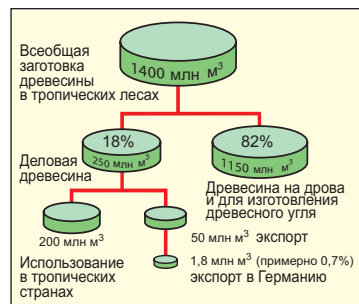 Всеобщая
заготовка
древесины
в тропических лесах
1400 млн м³
18%
250 млн м³
82%
1150 млн м³
Деловая
древесина
Древесина на дрова
и для изготовления
древесного угля
200 млн м³
50 млн м³ экспорт
Использование
в тропических
странах
1,8 млн м³ (примерно 0,7%)
экспорт в Германию